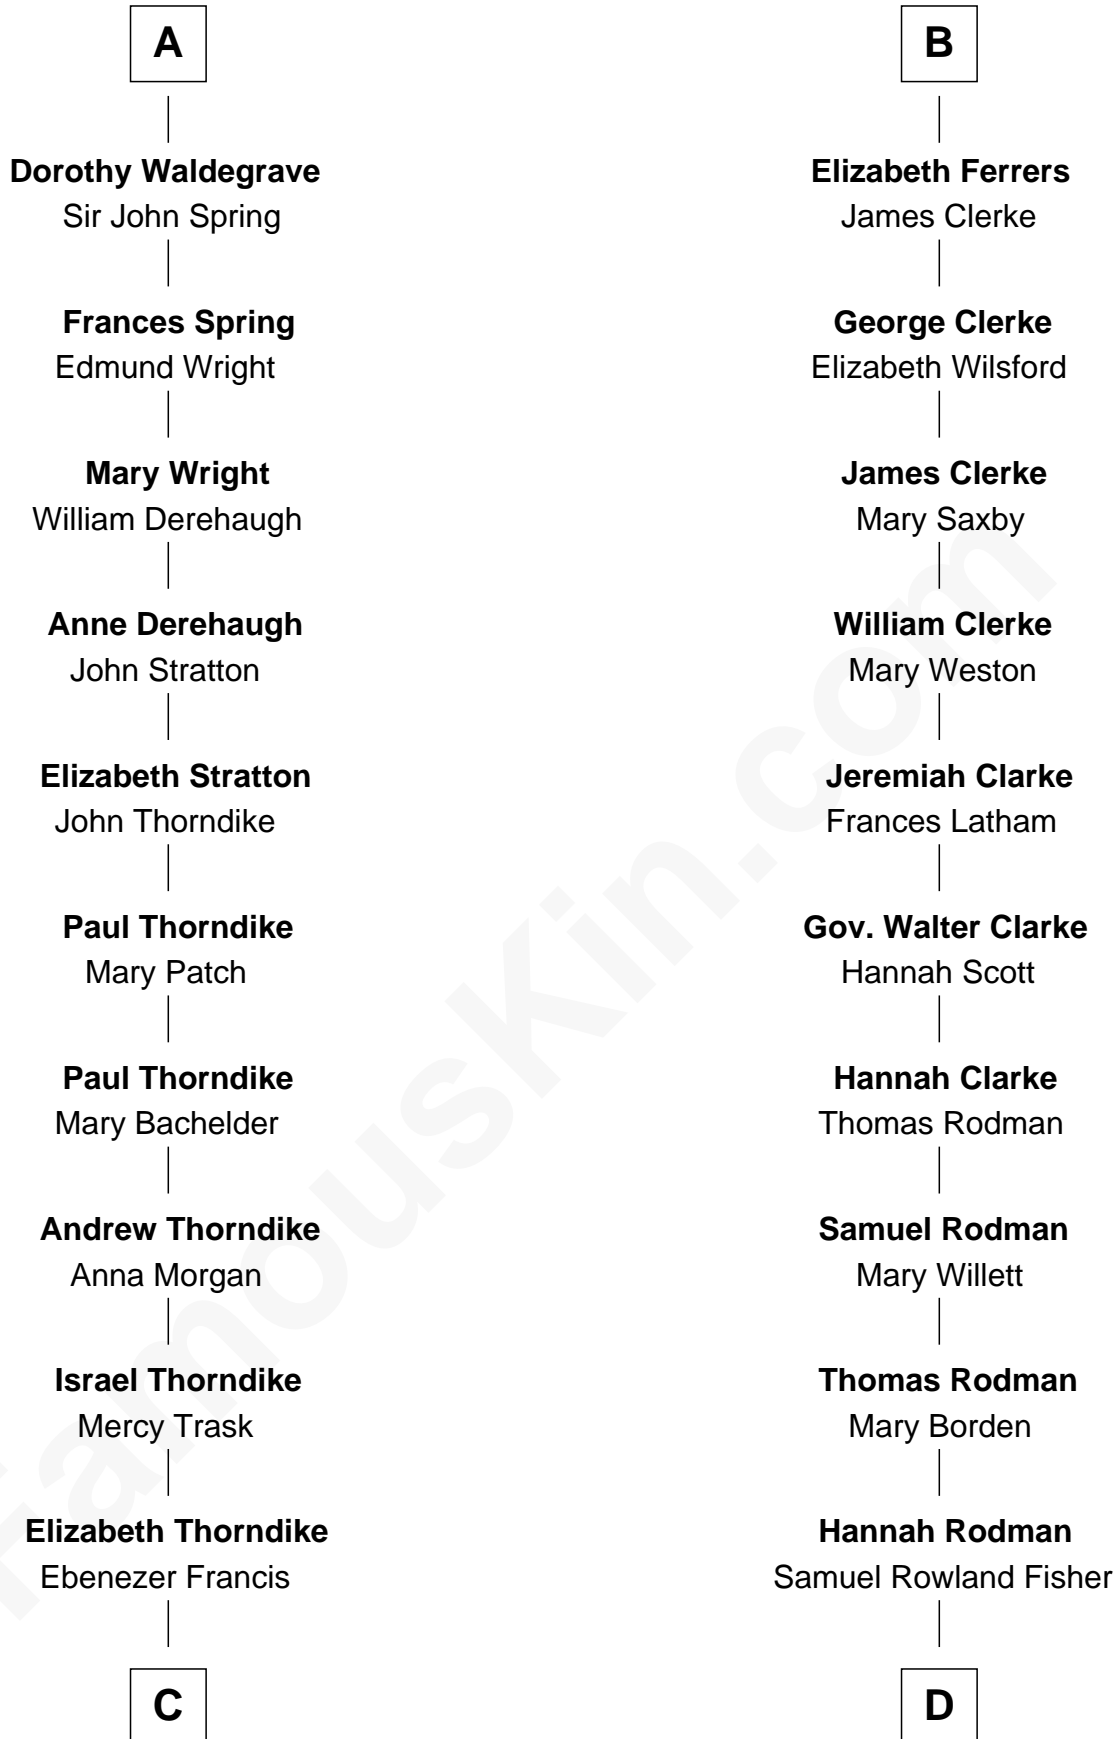 A
Dorothy Waldegrave
Sir John Spring
Frances Spring
Edmund Wright
Mary Wright
William Derehaugh
Anne Derehaugh
John Stratton
Elizabeth Stratton
John Thorndike
Paul Thorndike
Mary Patch
Paul Thorndike
Mary Bachelder
Andrew Thorndike
Anna Morgan
Israel Thorndike
Mercy Trask
Elizabeth Thorndike
Ebenezer Francis
C
B
Elizabeth Ferrers
James Clerke
George Clerke
Elizabeth Wilsford
James Clerke
Mary Saxby
William Clerke
Mary Weston
Jeremiah Clarke
Frances Latham
Gov. Walter Clarke
Hannah Scott
Hannah Clarke
Thomas Rodman
Samuel Rodman
Mary Willett
Thomas Rodman
Mary Borden
Hannah Rodman
Samuel Rowland Fisher
D
FamousKin.com